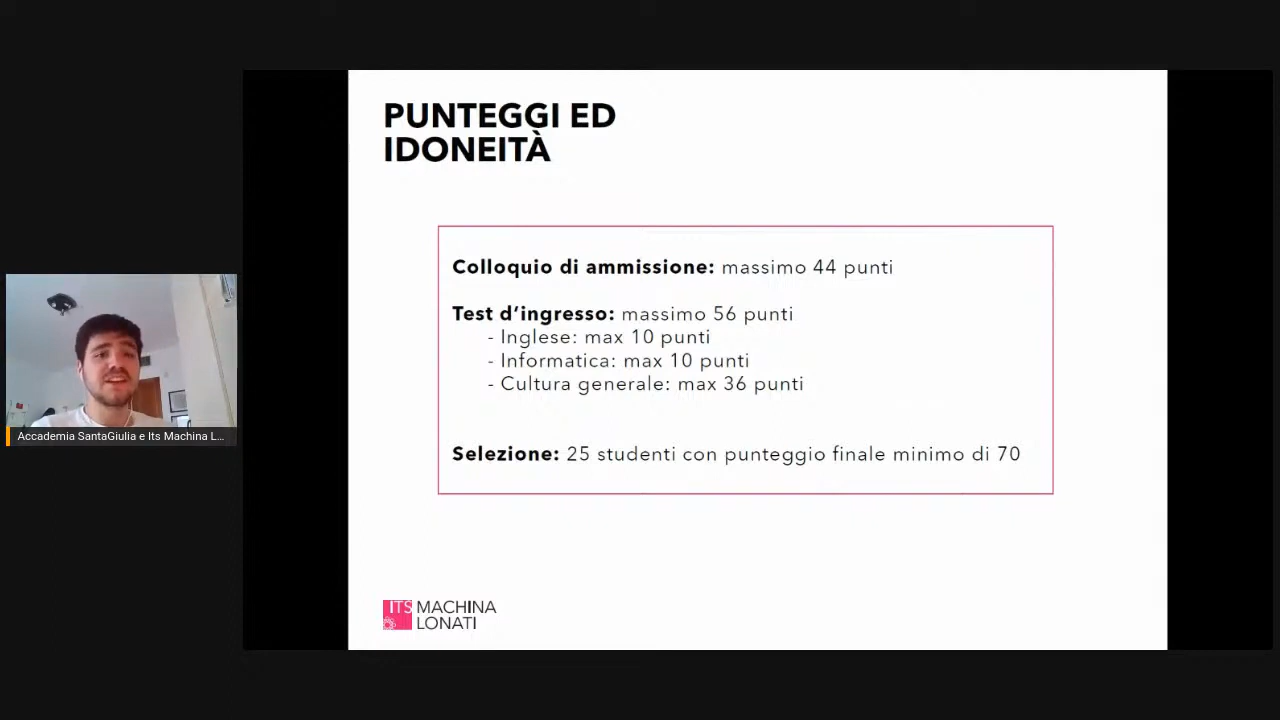 PUNTEGGI ED
IDONEITÀ
Colloquio di ammissione: massimo 44 punti
Test d’ingresso: massimo 56 punti
- Inglese: max 10 punti
- Informatica: max 10 punti
- Cultura generale: max 36 punti
Selezione: 25 studenti con punteggio finale minimo di 70
Accademia SantaGiulia e Its Machina L...
ITS MACHINA
LONATI